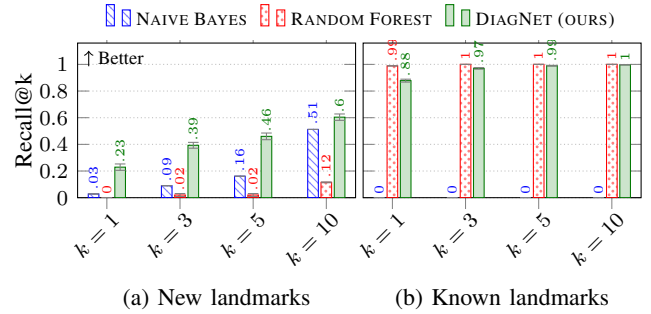 NAIVE BAYES RANDOM FOREST DIAGNET (OURS)
↑ Better
Recall@k
1
0.8
0.6
0.4
0.2
0
.03 0 .23
.09 .02 .39
.16 .02 .46
.51 .12 .6
k = 1 k = 3 k = 5 k = 10
(a) New landmarks
0 .99 .88
0 1 .97
0 1 .99
0 1 1
k = 1 k = 3 k = 5 k = 10
(b) Known landmarks